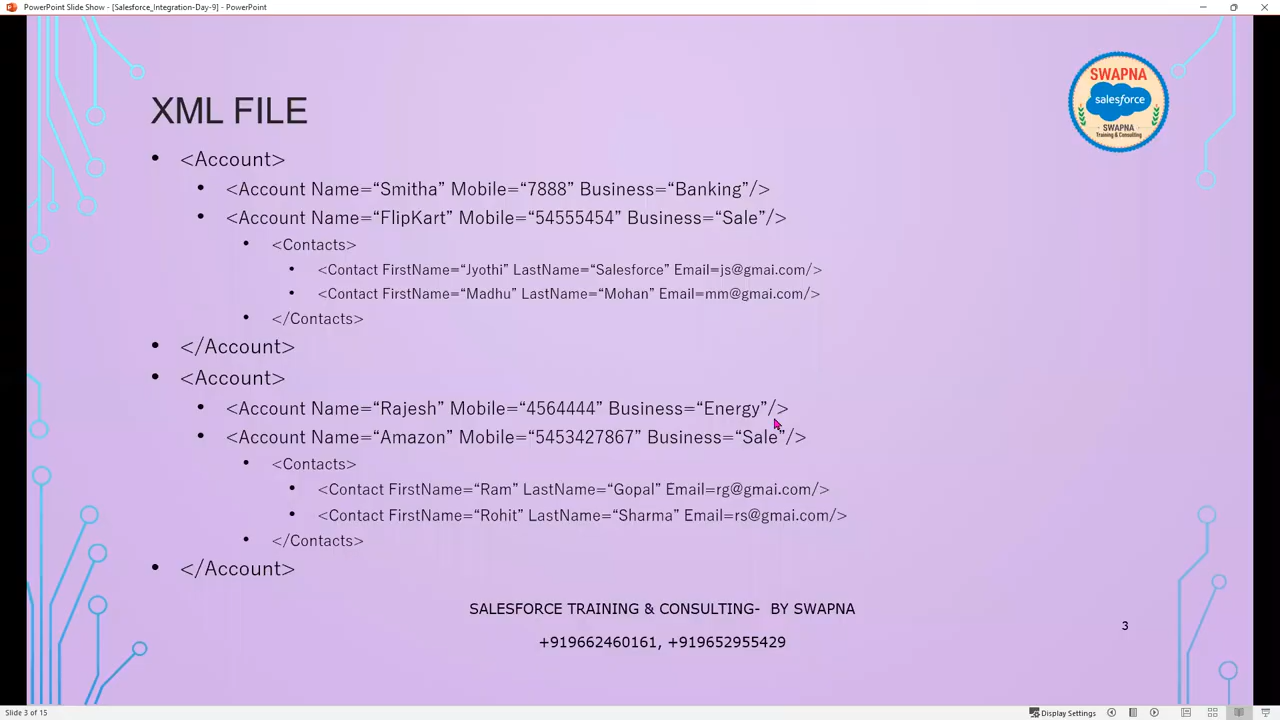 PowerPoint Slide Show - [Salesforce_Integration-Day-9] - PowerPoint
SWAPNA
salesforce
SWAPNA
Training & Consulting
XML FILE
• <Account>
• <Account Name=“Smitha” Mobile=“7888” Business=“Banking”/>
• <Account Name=“FlipKart” Mobile=“54555454” Business=“Sale”/>
• <Contacts>
• <Contact FirstName=“Jyothi” LastName=“Salesforce” Email=js@gmai.com/>
• <Contact FirstName=“Madhu” LastName=“Mohan” Email=mm@gmai.com/>
• </Contacts>
• </Account>
• <Account>
• <Account Name=“Rajesh” Mobile=“4564444” Business=“Energy”/>
• <Account Name=“Amazon” Mobile=“5453427867” Business=“Sale”/>
• <Contacts>
• <Contact FirstName=“Ram” LastName=“Gopal” Email=rg@gmai.com/>
• <Contact FirstName=“Rohit” LastName=“Sharma” Email=rs@gmai.com/>
• </Contacts>
• </Account>
SALESFORCE TRAINING & CONSULTING- BY SWAPNA
+919662460161, +919652955429
3
Slide 3 of 15
Display Settings